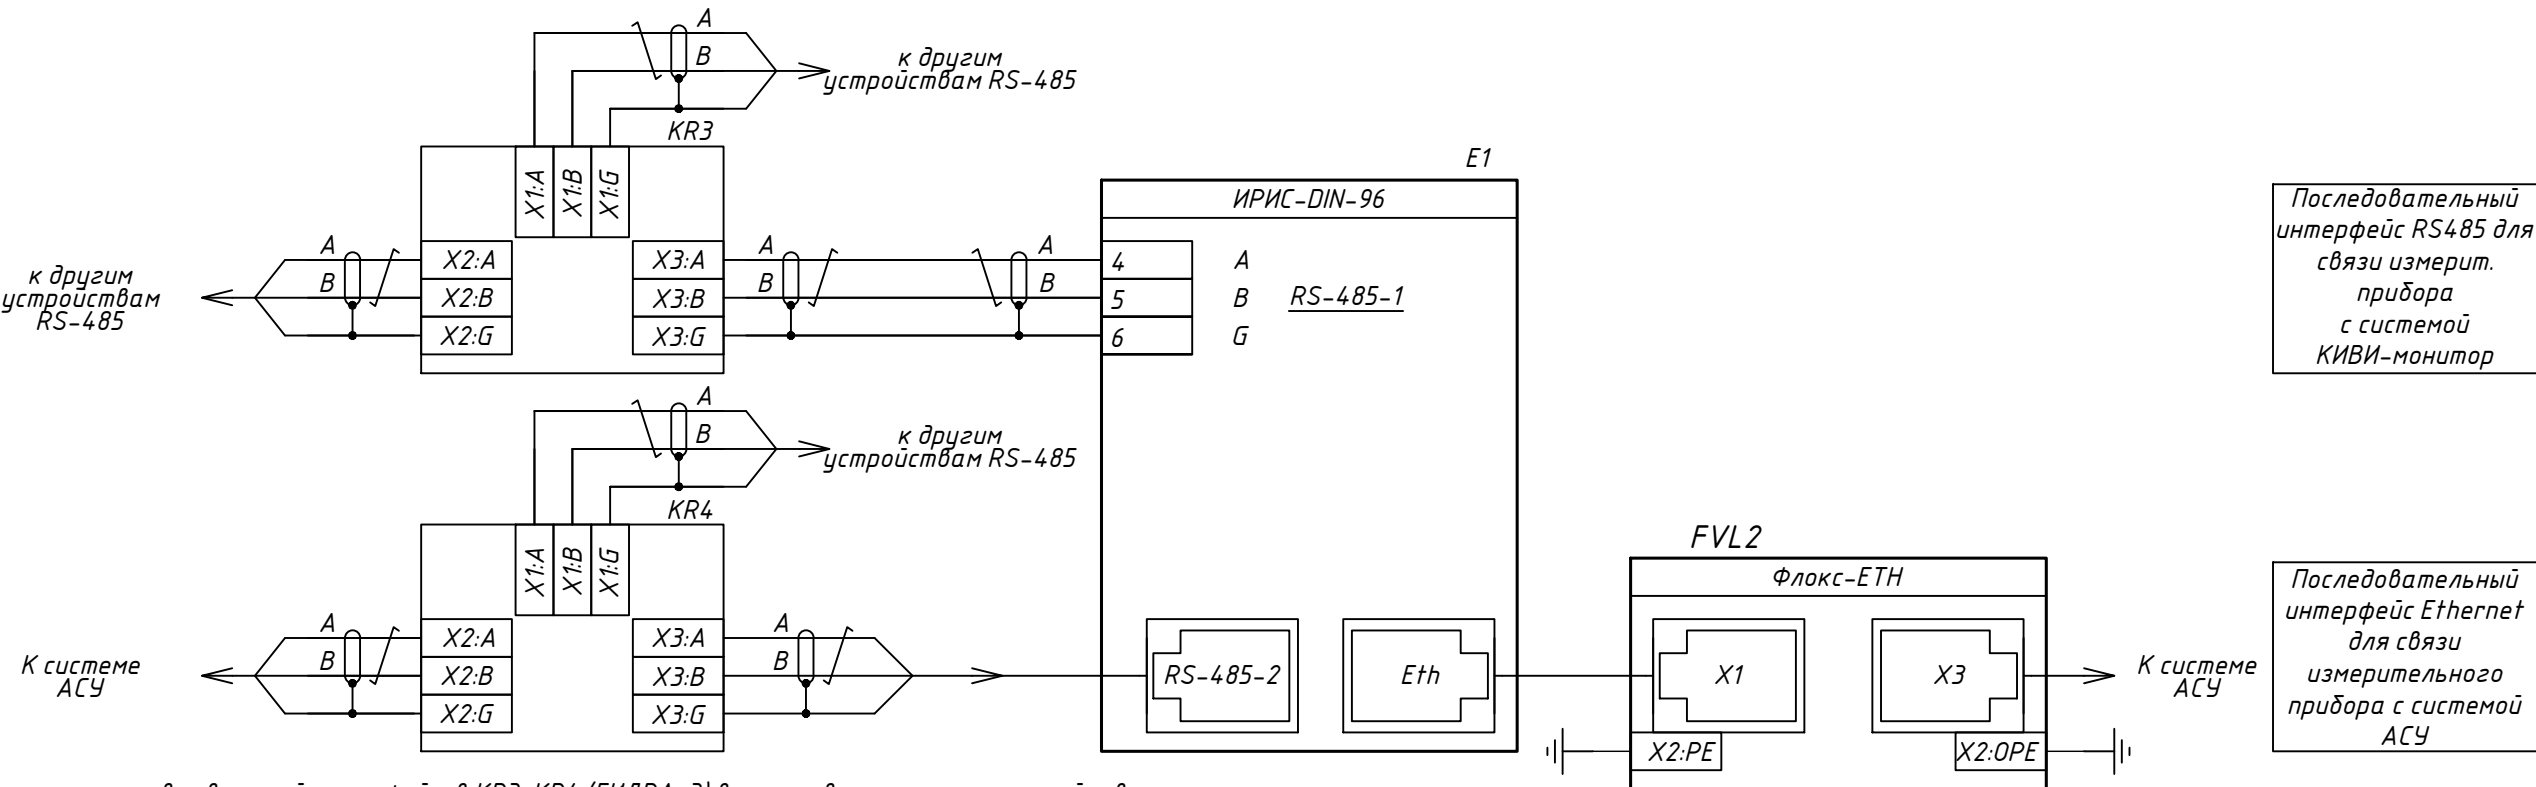 A
B
к другим
устройствам RS-485
KR3
X1:A
X1:B
X1:G
E1
ИРИС-DIN-96
Последовательный
интерфейс RS485 для
связи измерит.
прибора
с системой
КИВИ-монитор
к другим
устройствам
RS-485
A
B
X2:A
X2:B
X2:G
X3:A
X3:B
X3:G
A
B
A
B
4
5
6
A
B
G
RS-485-1
A
B
к другим
устройствам RS-485
KR4
X1:A
X1:B
X1:G
FVL2
Флокс-ETH
Последовательный
интерфейс Ethernet
для связи
измерительного
прибора с системой
АСУ
К системе
АСУ
A
B
X2:A
X2:B
X2:G
X3:A
X3:B
X3:G
A
B
RS-485-2
Eth
X1
X3
К системе
АСУ
X2:PE
X2:OPE